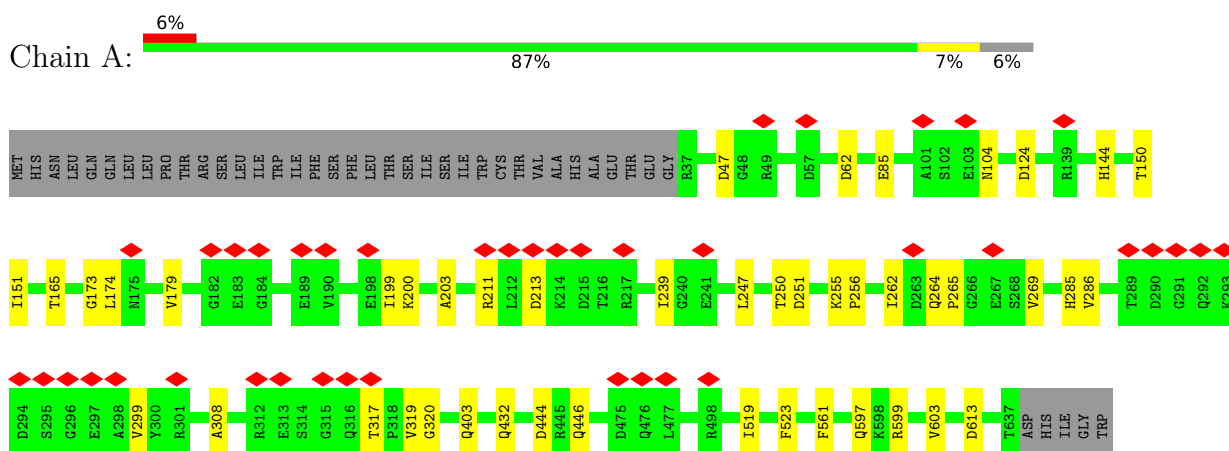 6%
Chain A:
87% 7% 6%
MET HIS ASN LEU GLN GLN LEU LEU PRO THR ARG SER LEU ILE TRP ILE PHE SER PHE LEU THR SER ILE SER ILE TRP CYS THR VAL ALA HIS ALA GLU THR GLU GLY R37 D47 G48 R49 D57 D62 E85 A101 S102 E103 N104 D124 R139 H144 T150
I151 T165 G173 L174 N175 V179 G182 E183 G184 E189 V190 E198 I199 K200 A203 R211 L212 D213 K214 D215 T216 R217 I239 G240 E241 L247 T250 D251 K255 P256 I262 D263 Q264 P265 G266 E267 S268 V269 H285 V286 T289 D290 G291 Q292 K293
D294 S295 G296 E297 A298 V299 Y300 R301 A308 R312 E313 S314 G315 Q316 T317 P318 V319 G320 Q403 Q432 D444 R445 Q446 D475 Q476 L477 R498 I519 F523 F561 Q597 K598 R599 V603 D613 T637 ASP HIS ILE GLY TRP